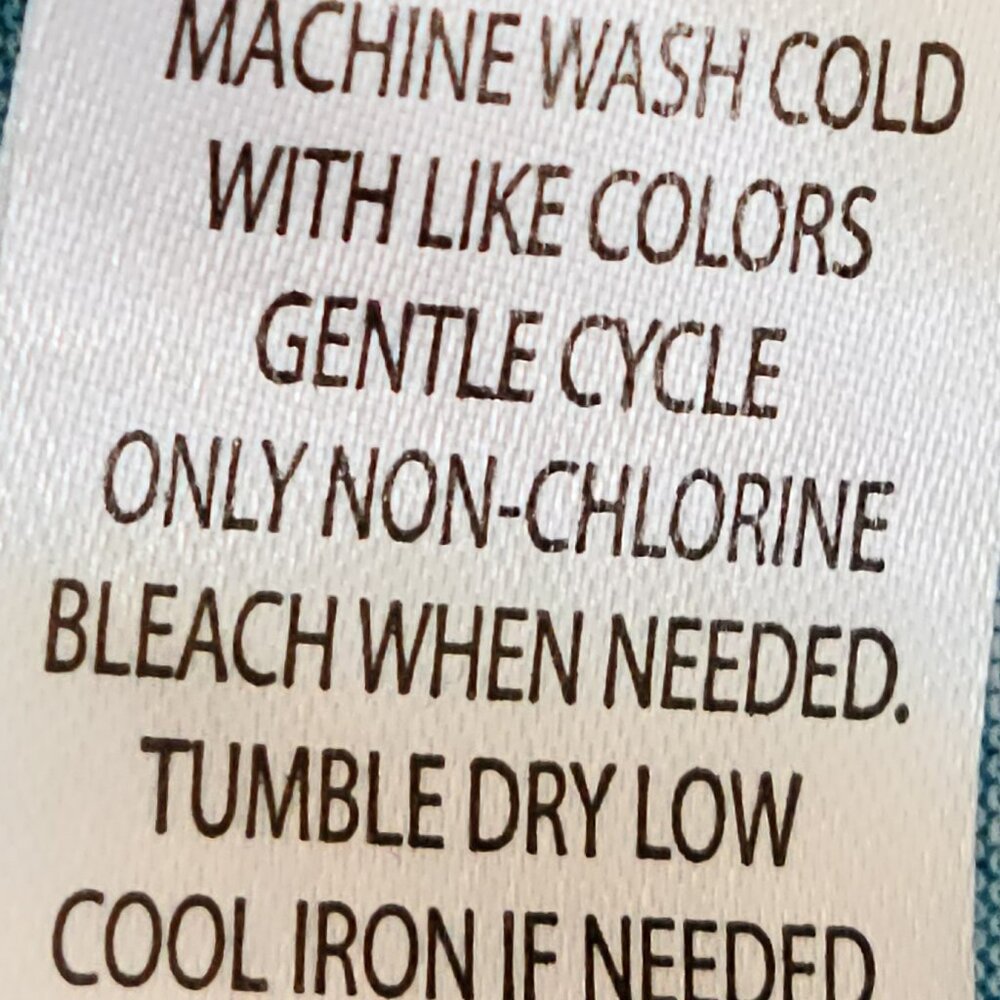 MACHINE WASH COLD
WITH LIKE COLORS
GENTLE CYCLE
ONLY NON-CHLORINE
BLEACH WHEN NEEDED.
TUMBLE DRY LOW
COOL IRON IF NEEDED